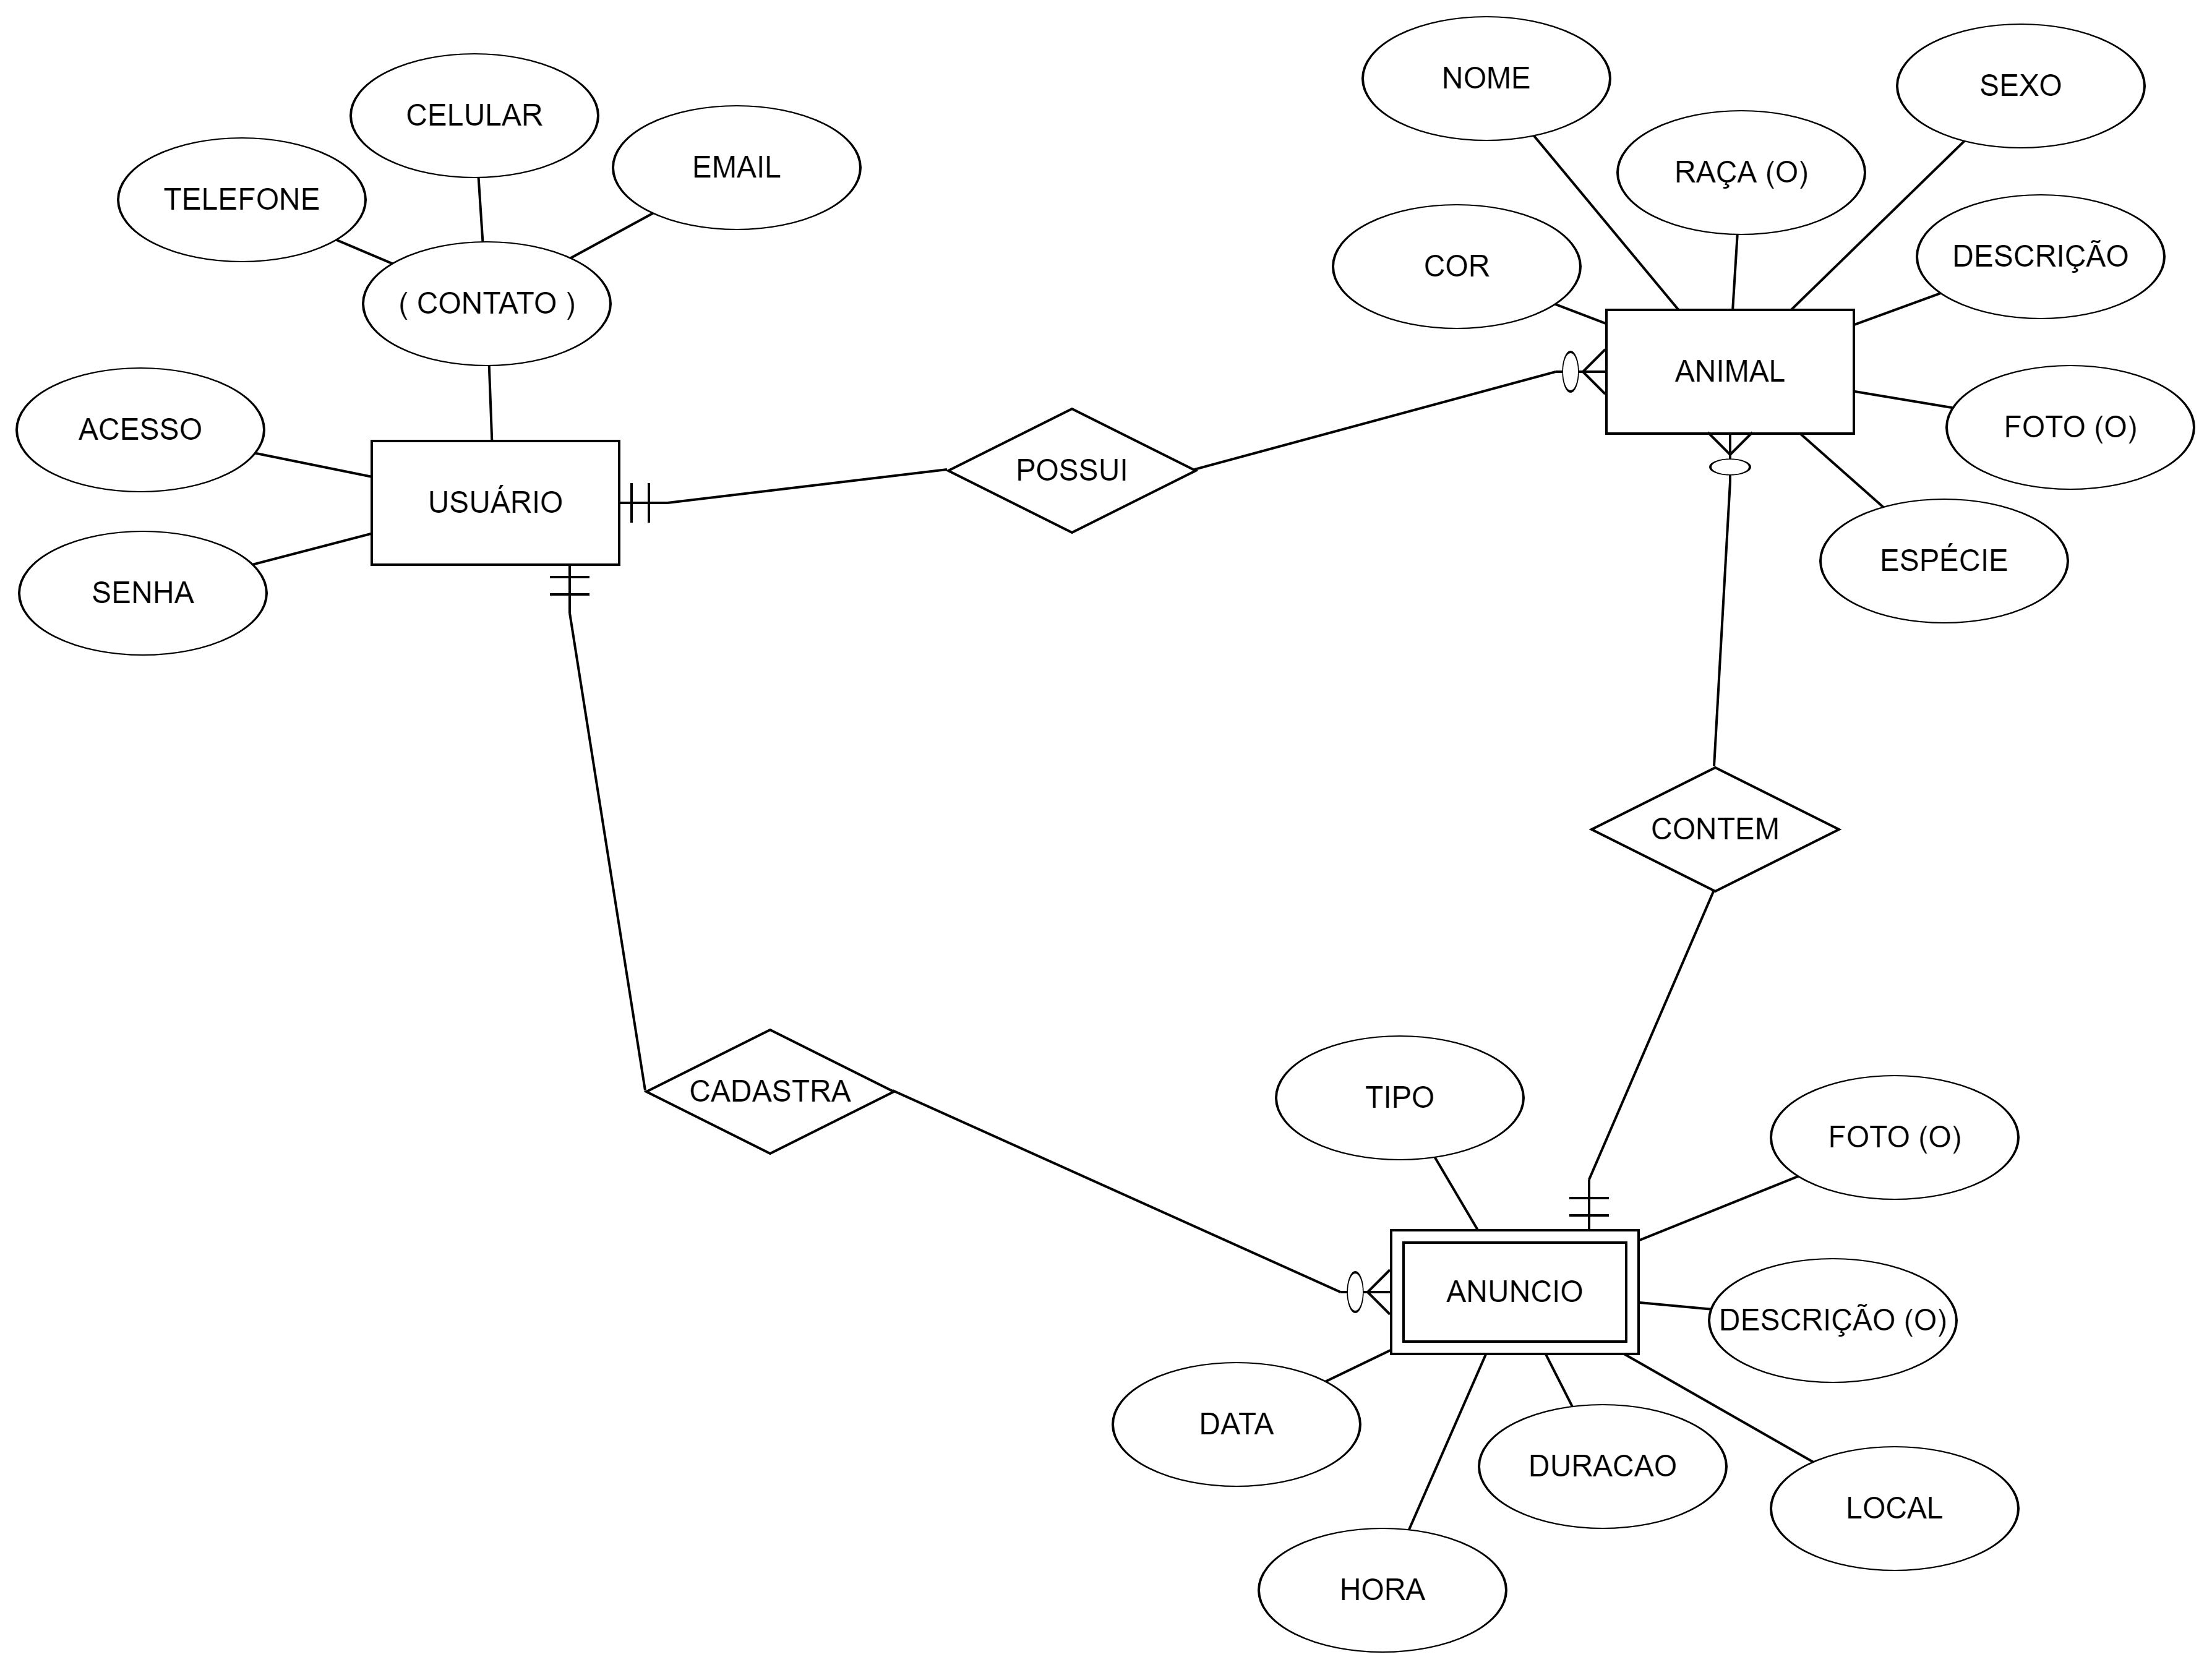 NOME
SEXO
CELULAR
EMAIL
RAÇA (O)
TELEFONE
DESCRIÇÃO
COR
( CONTATO )
ANIMAL
FOTO (O)
ACESSO
POSSUI
USUÁRIO
ESPÉCIE
SENHA
CONTEM
CADASTRA
TIPO
FOTO (O)
ANUNCIO
DESCRIÇÃO (O)
DATA
DURACAO
LOCAL
HORA